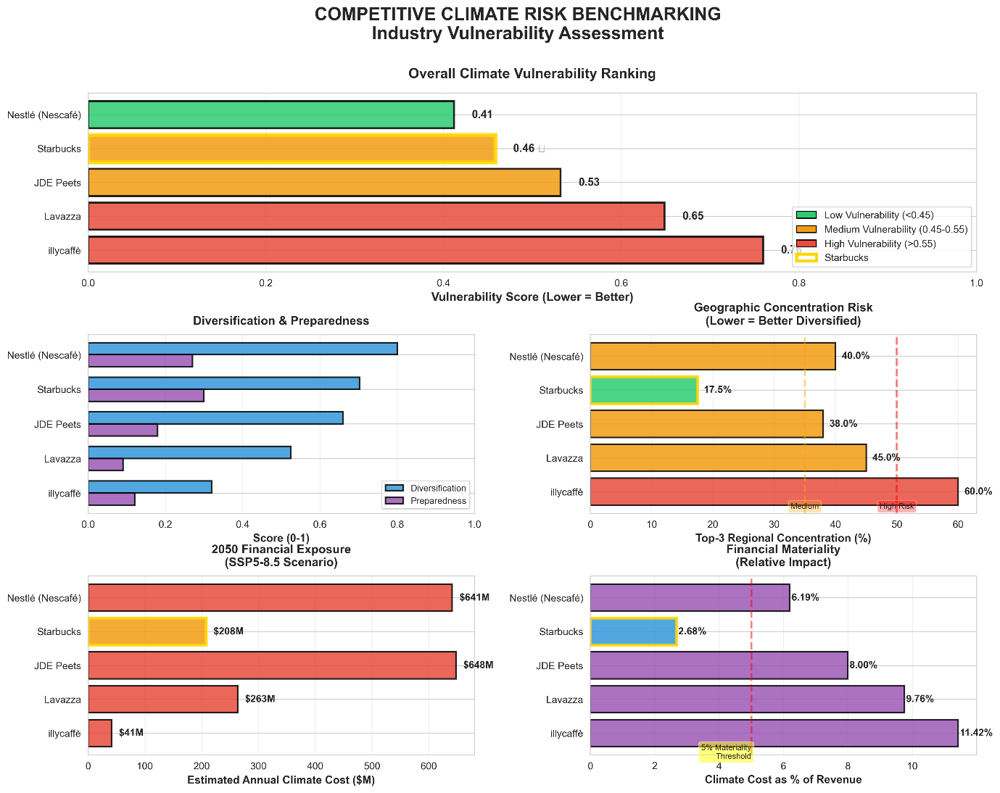 COMPETITIVE CLIMATE RISK BENCHMARKING
Industry Vulnerability Assessment
Overall Climate Vulnerability Ranking
Nestlé (Nescafé)
0.41
Starbucks
0.46
JDE Peets
0.53
Lavazza
0.65
illycaffè
Low Vulnerability (<0.45)
Medium Vulnerability (0.45-0.55)
High Vulnerability (>0.55)
Starbucks
0.0 0.2 0.4 0.6 0.8 1.0
Vulnerability Score (Lower = Better)
Diversification & Preparedness
Nestlé (Nescafé)
Starbucks
JDE Peets
Lavazza
illycaffè
Diversification
Preparedness
0.0 0.2 0.4 0.6 0.8 1.0
Score (0-1)
Geographic Concentration Risk
(Lower = Better Diversified)
Nestlé (Nescafé)
40.0%
Starbucks
17.5%
JDE Peets
38.0%
Lavazza
45.0%
illycaffè
60.0%
Medium
High Risk
0 10 20 30 40 50 60
Top-3 Regional Concentration (%)
2050 Financial Exposure
(SSP5-8.5 Scenario)
Nestlé (Nescafé)
$641M
Starbucks
$208M
JDE Peets
$648M
Lavazza
$263M
illycaffè
$41M
0 100 200 300 400 500 600
Estimated Annual Climate Cost ($M)
Financial Materiality
(Relative Impact)
Nestlé (Nescafé)
6.19%
Starbucks
2.68%
JDE Peets
8.00%
Lavazza
9.76%
illycaffè
11.42%
5% Materiality
Threshold
0 2 4 6 8 10
Climate Cost as % of Revenue